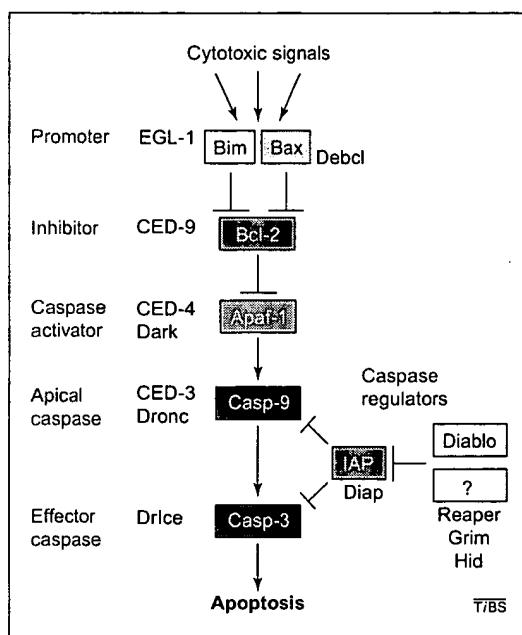 Cytotoxic signals
Promoter EGL-1 Bim Bax Debcl
Inhibitor CED-9 Bcl-2
Caspase activator CED-4 Dark Apaf-1
Caspase regulators
Apical caspase CED-3 Dronc Casp-9
Diablo
IAP
Diap
?
Reaper
Grim
Hid
Effector caspase DrIce Casp-3
Apoptosis
TiBS